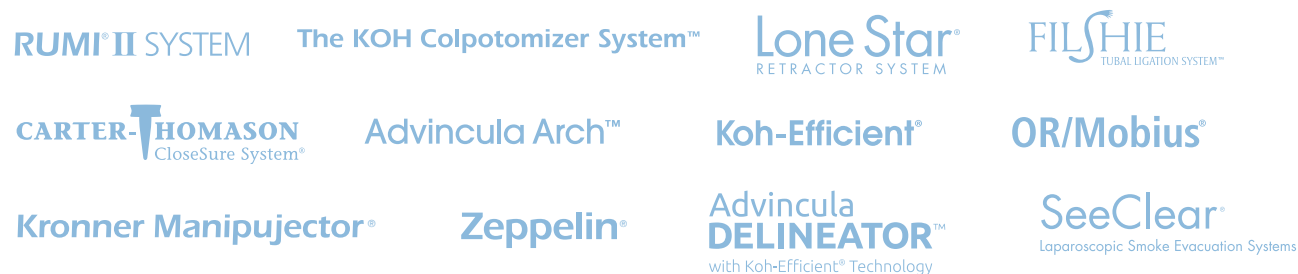 RUMI® II SYSTEM
The KOH Colpotomizer System™
Lone Star®
RETRACTOR SYSTEM
FILSHIE
TUBAL LIGATION SYSTEM™
CARTER-THOMASON
CloseSure System®
Advincula Arch™
Koh-Efficient®
OR/Mobius®
Kronner Manipujector®
Zeppelin®
Advincula
DELINEATOR™
with Koh-Efficient® Technology
SeeClear®
Laparoscopic Smoke Evacuation Systems